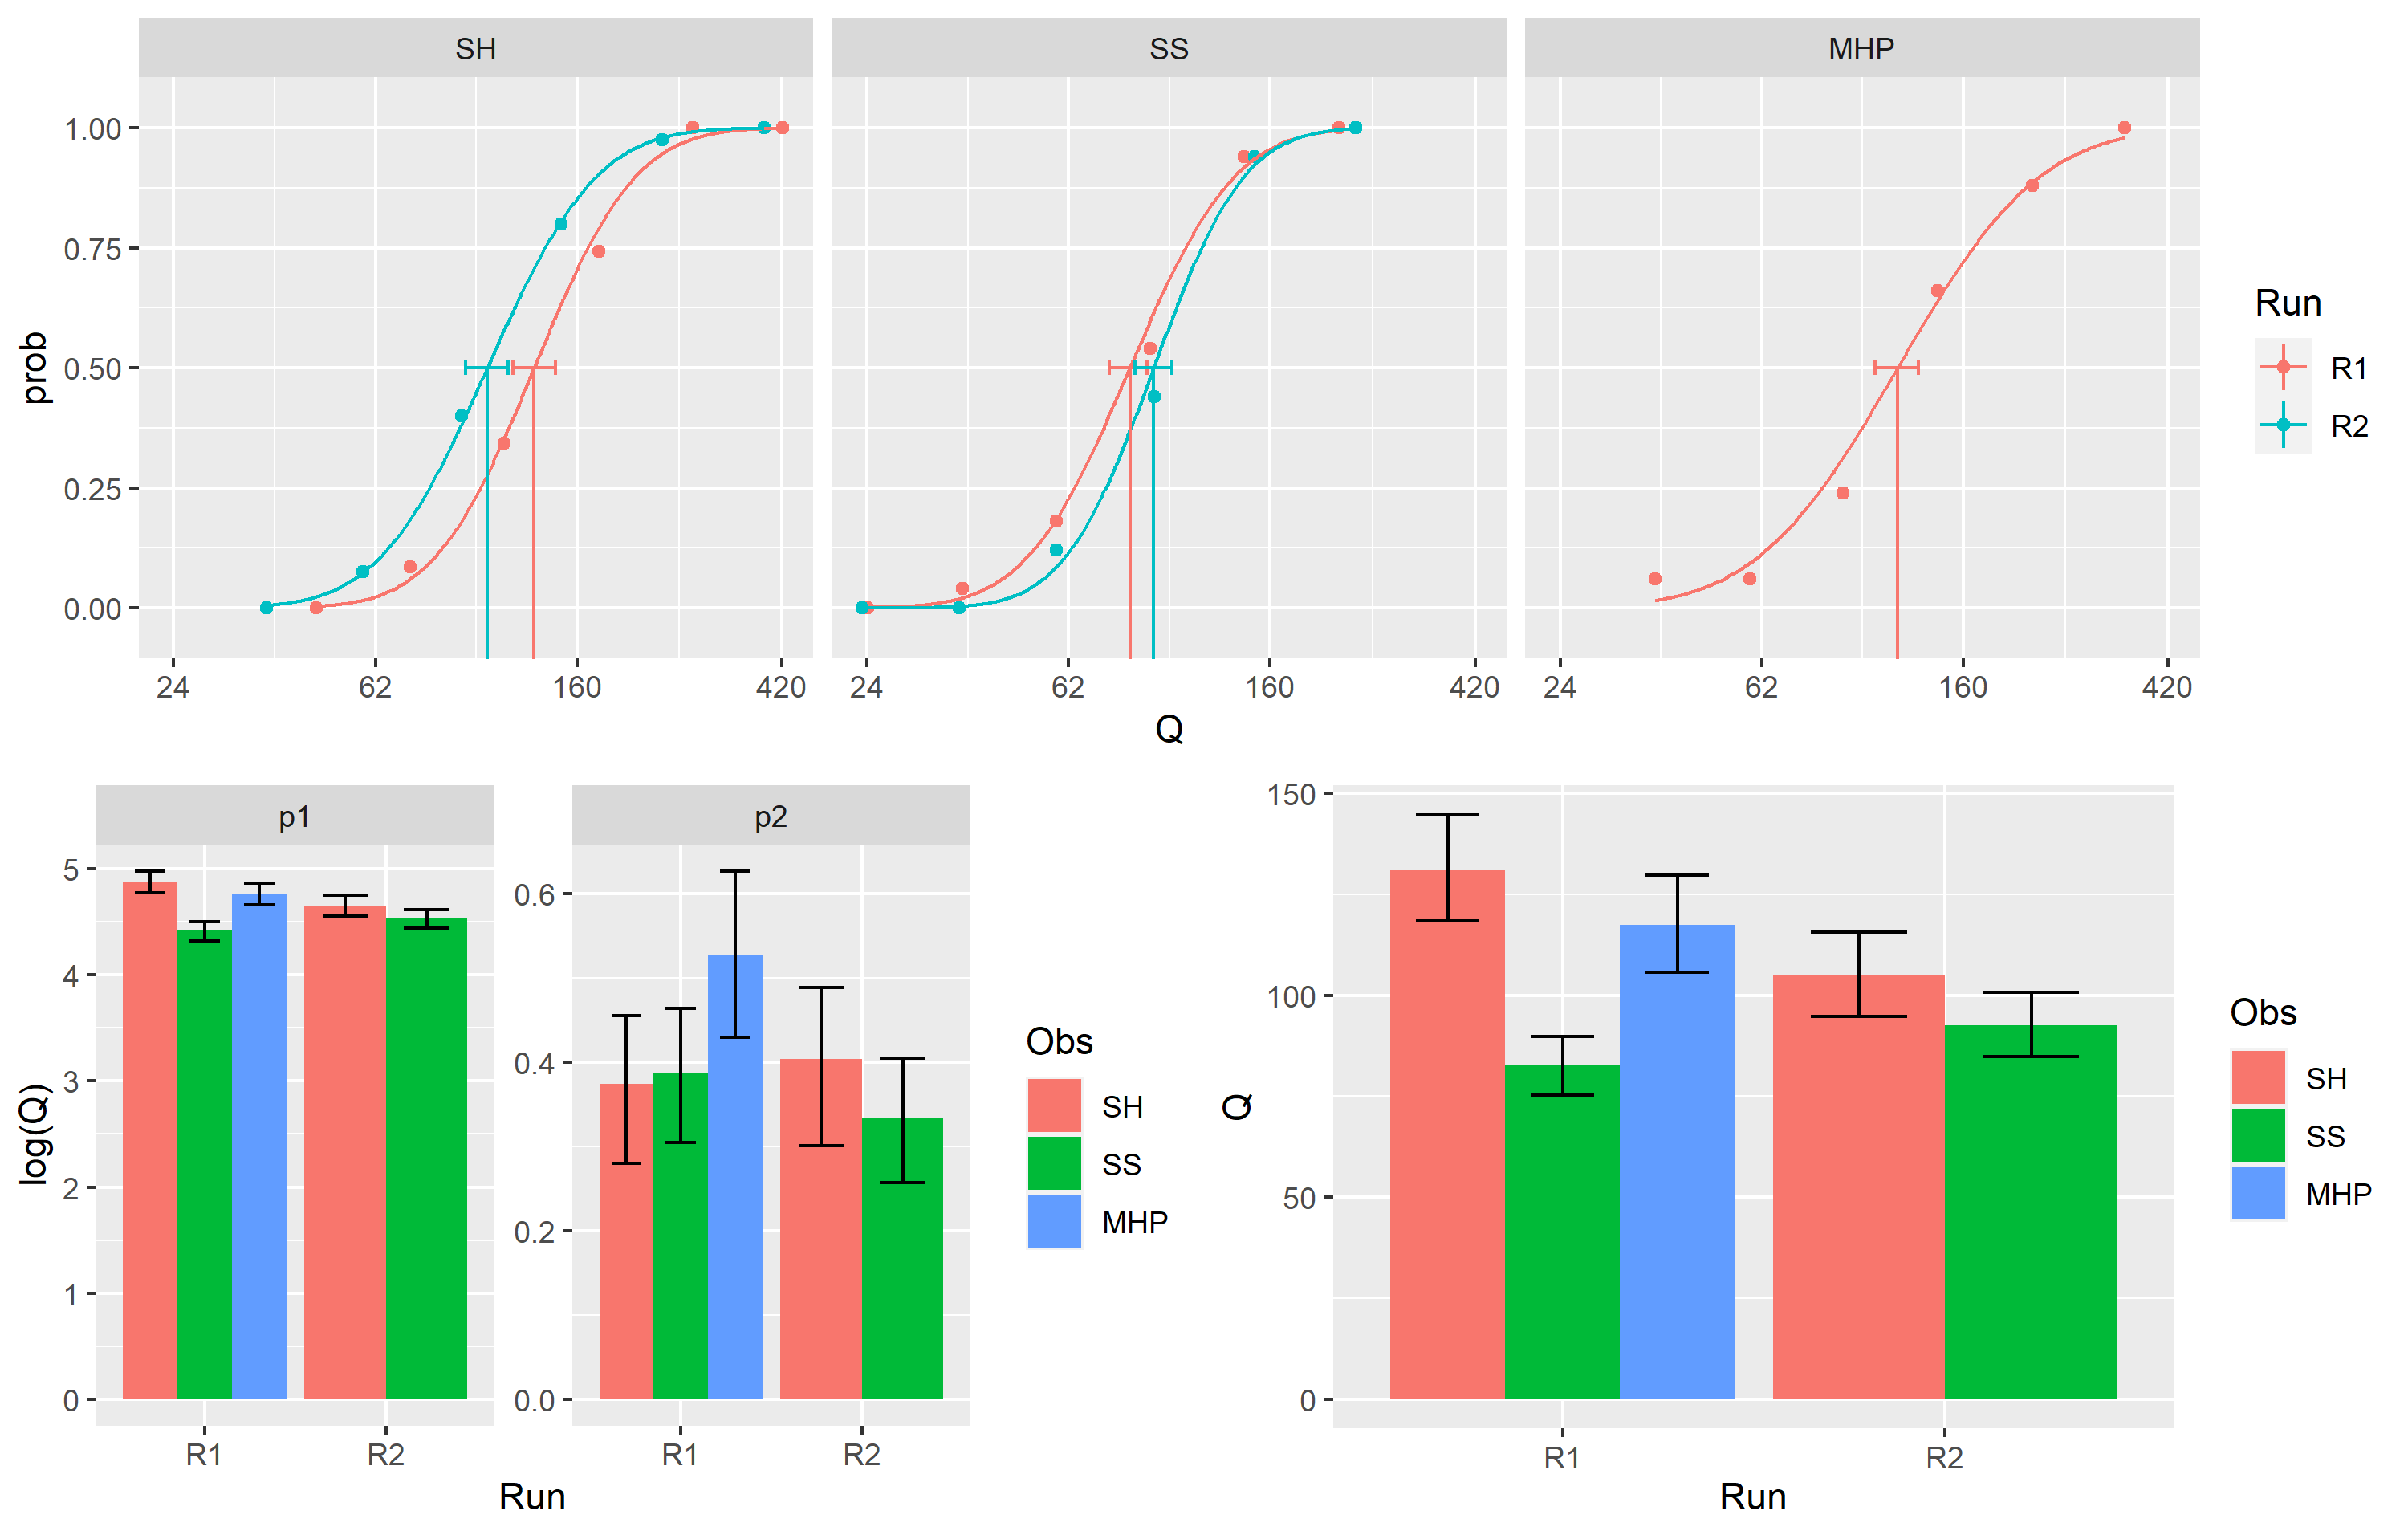 SH SS MHP
1.00
0.75
0.50
0.25
0.00
prob
24 62 160 420 24 62 160 420 24 62 160 420
Q
Run
R1
R2
p1 p2
5
4
3
2
1
0
log(Q)
0.6
0.4
0.2
0.0
R1 R2 R1 R2
Run
Obs
SH
SS
MHP
150
100
50
0
Q
R1 R2
Run
Obs
SH
SS
MHP